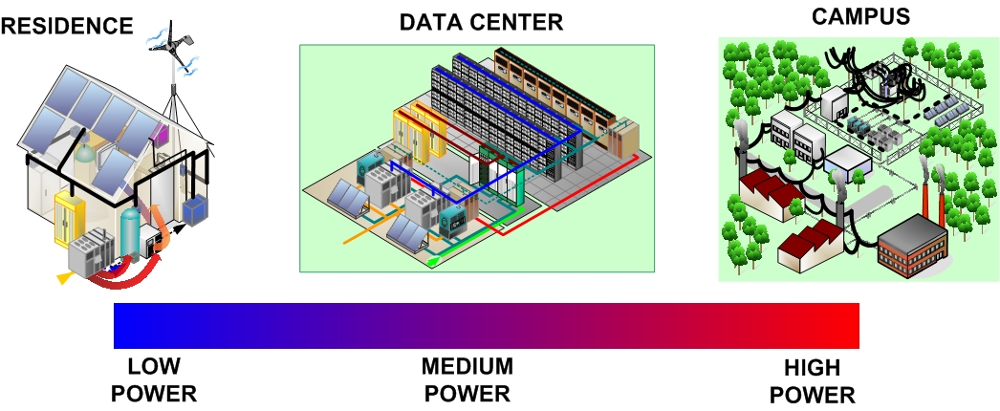 RESIDENCE
DATA CENTER
CAMPUS
LOW
POWER
MEDIUM
POWER
HIGH
POWER